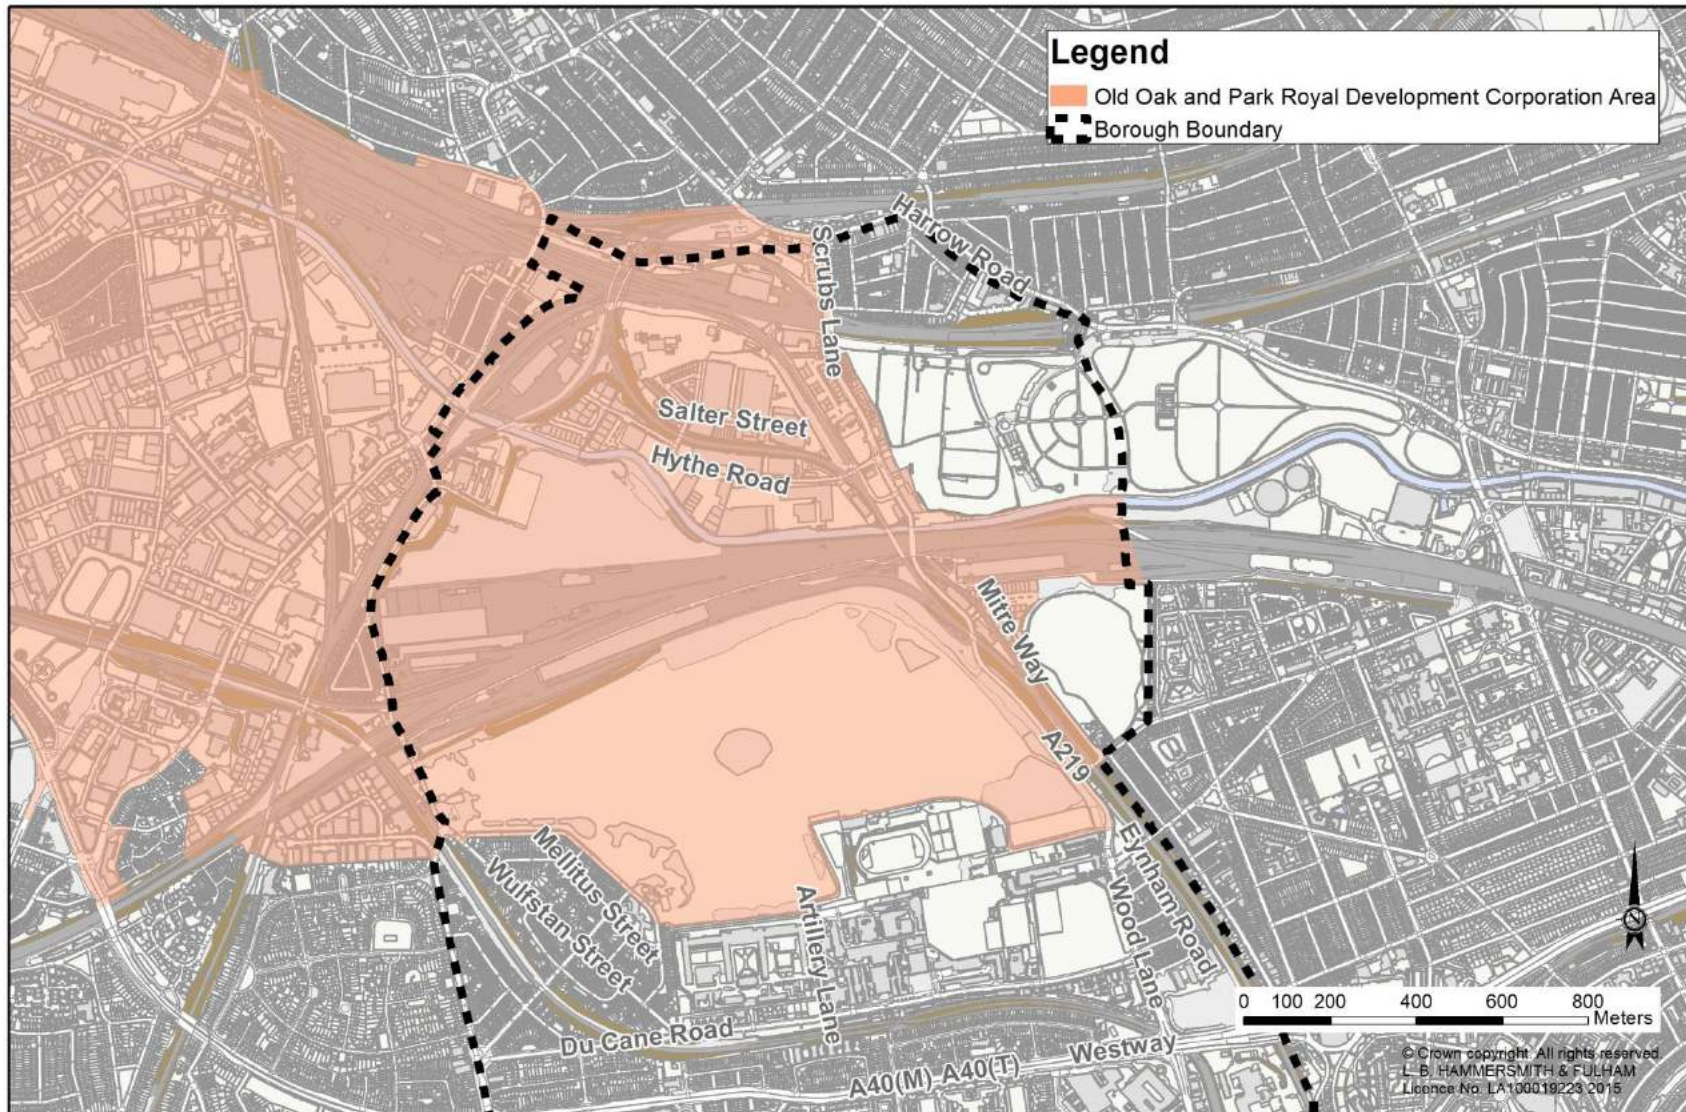 Legend
Old Oak and Park Royal Development Corporation Area
Borough Boundary
Harrow Road
Scrubs Lane
Salter Street
Hythe Road
Mitre Way
A219
Mellitus Street
Wulfstan Street
Artillery Lane
Eynham Road
Wood Lane
Du Cane Road
Westway
A40(M) A40(T)
0 100 200 400 600 800
Meters
© Crown copyright. All rights reserved.
L. B. HAMMERSMITH & FULHAM
Licence No. LA100019223 2015